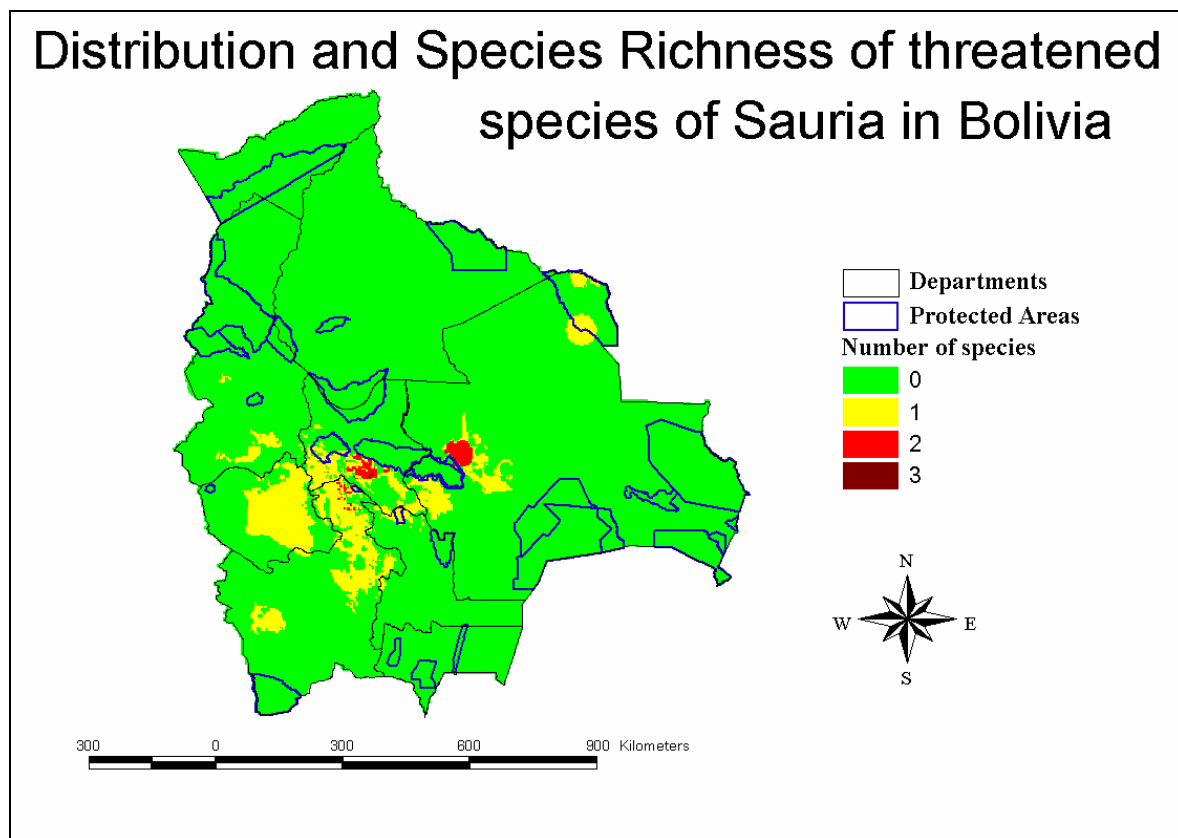 Distribution and Species Richness of threatened
species of Sauria in Bolivia
Departments
Protected Areas
Number of species
0
1
2
3
N
W E
S
300 0 300 600 900 Kilometers